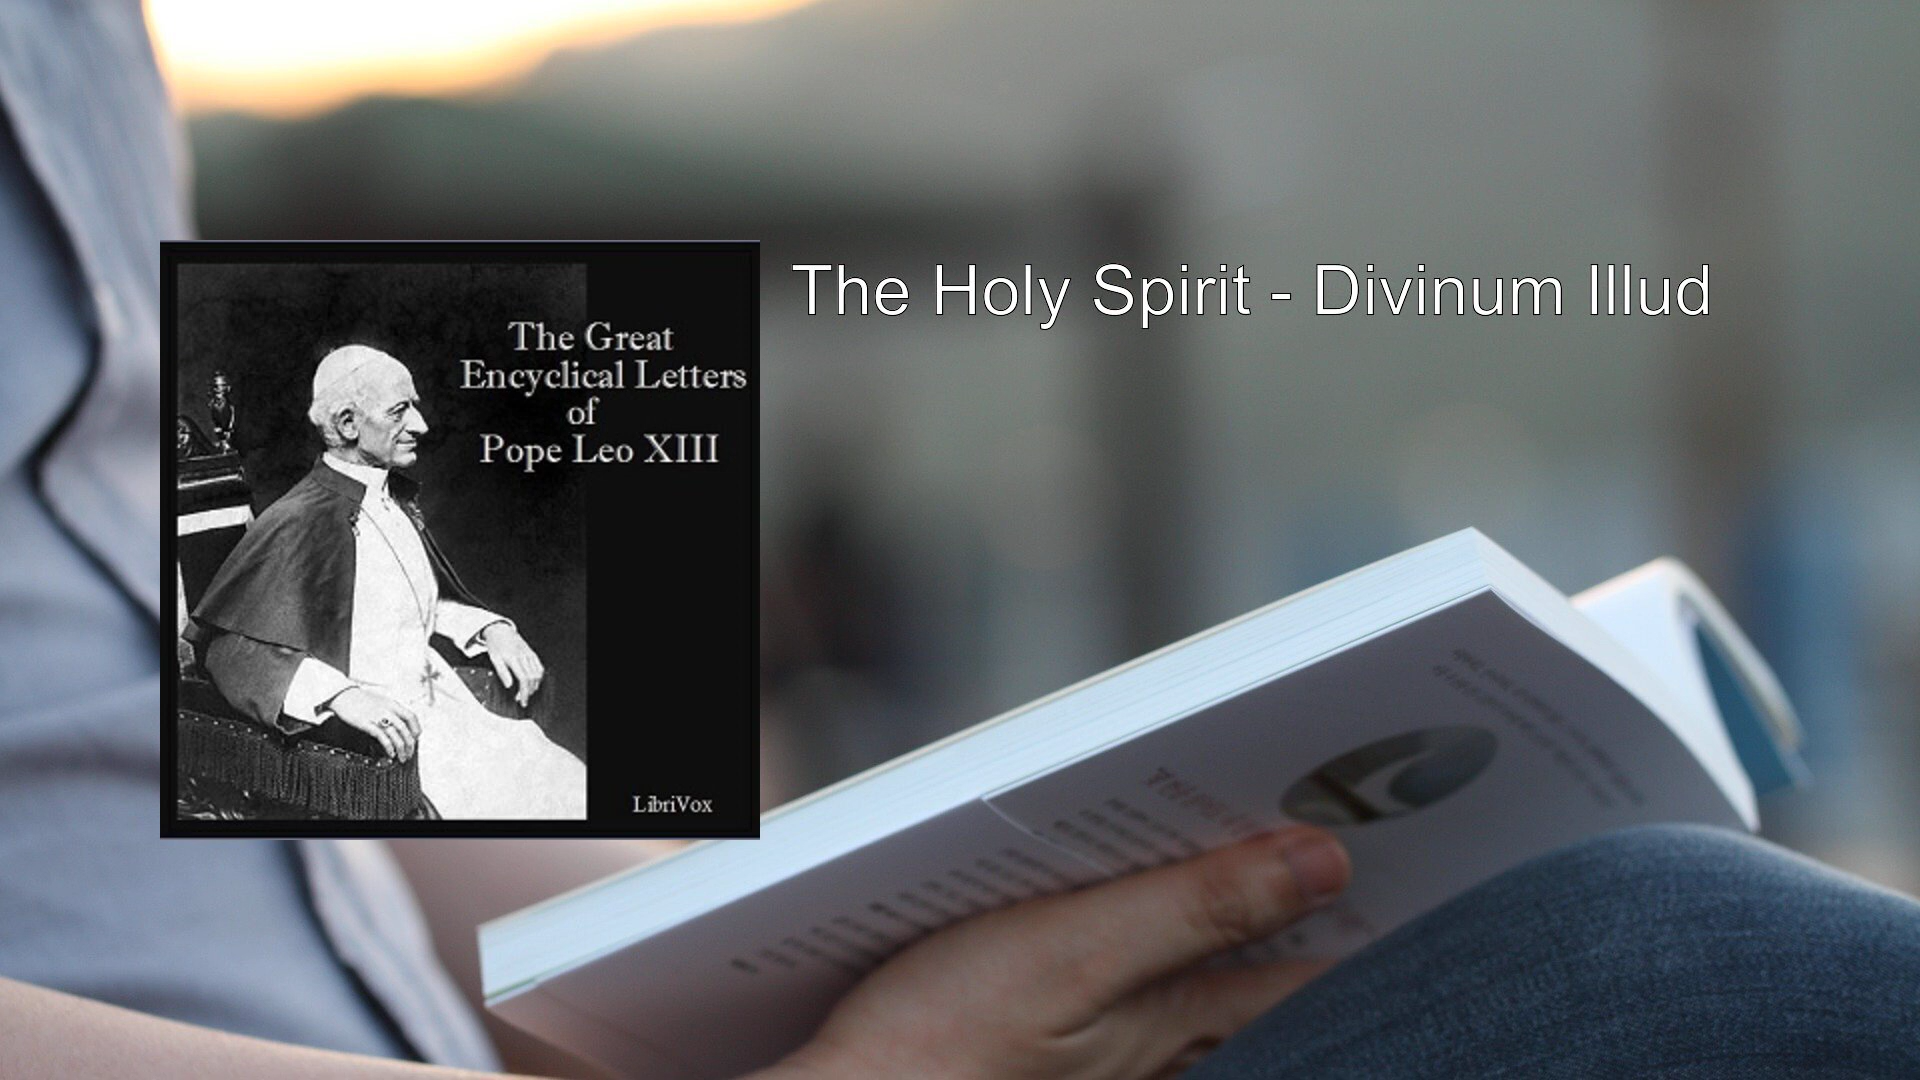 The Great
Encyclical Letters
of
Pope Leo XIII
LibriVox
The Holy Spirit - Divinum Illud